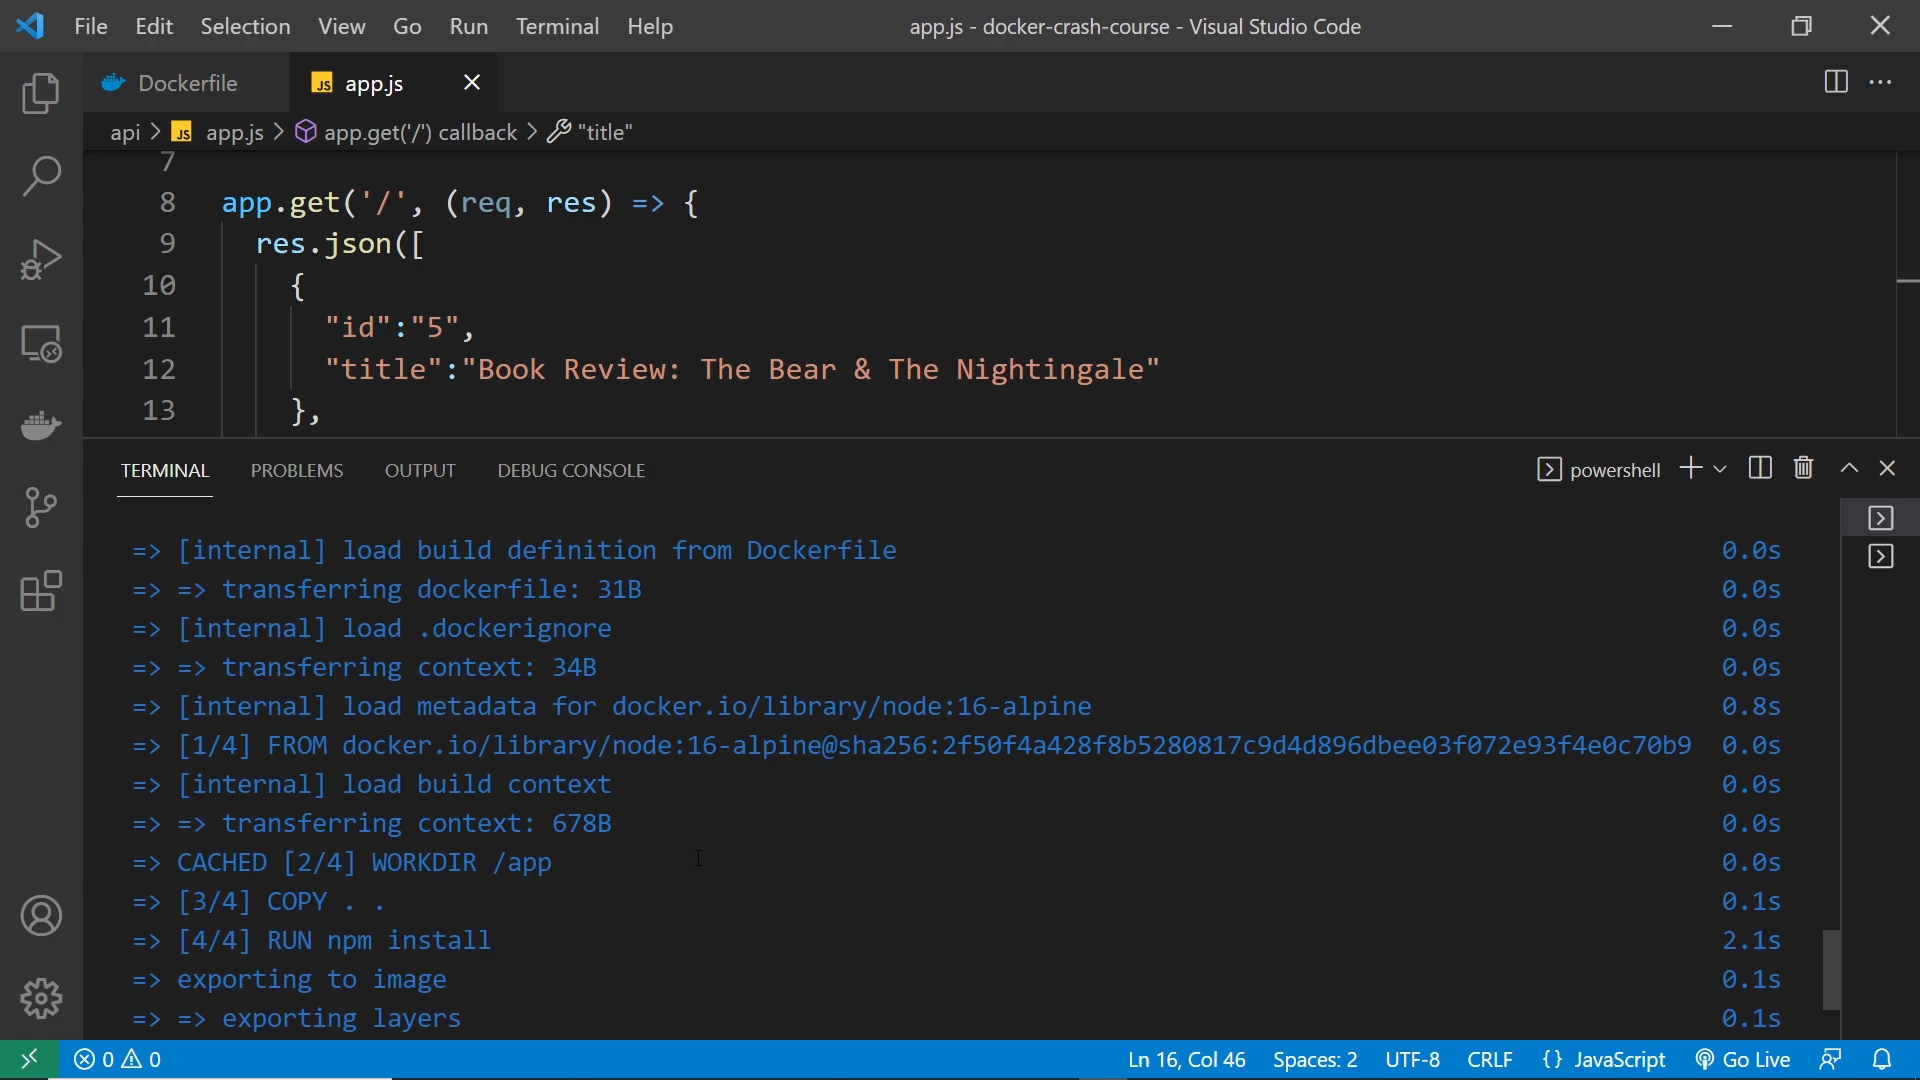 File Edit Selection View Go Run Terminal Help app.js - docker-crash-course - Visual Studio Code
Dockerfile JS app.js
api > JS app.js > app.get('/') callback > "title"
7
8 app.get('/', (req, res) => {
9 res.json([
10 {
11 "id":"5",
12 "title":"Book Review: The Bear & The Nightingale"
13 },
TERMINAL PROBLEMS OUTPUT DEBUG CONSOLE powershell
=> [internal] load build definition from Dockerfile 0.0s
=> => transferring dockerfile: 31B 0.0s
=> [internal] load .dockerignore 0.0s
=> => transferring context: 34B 0.0s
=> [internal] load metadata for docker.io/library/node:16-alpine 0.8s
=> [1/4] FROM docker.io/library/node:16-alpine@sha256:2f50f4a428f8b5280817c9d4d896dbee03f072e93f4e0c70b9 0.0s
=> [internal] load build context 0.0s
=> => transferring context: 678B 0.0s
=> CACHED [2/4] WORKDIR /app 0.0s
=> [3/4] COPY . . 0.1s
=> [4/4] RUN npm install 2.1s
=> exporting to image 0.1s
=> => exporting layers 0.1s
0 0 Ln 16, Col 46 Spaces: 2 UTF-8 CRLF {} JavaScript Go Live